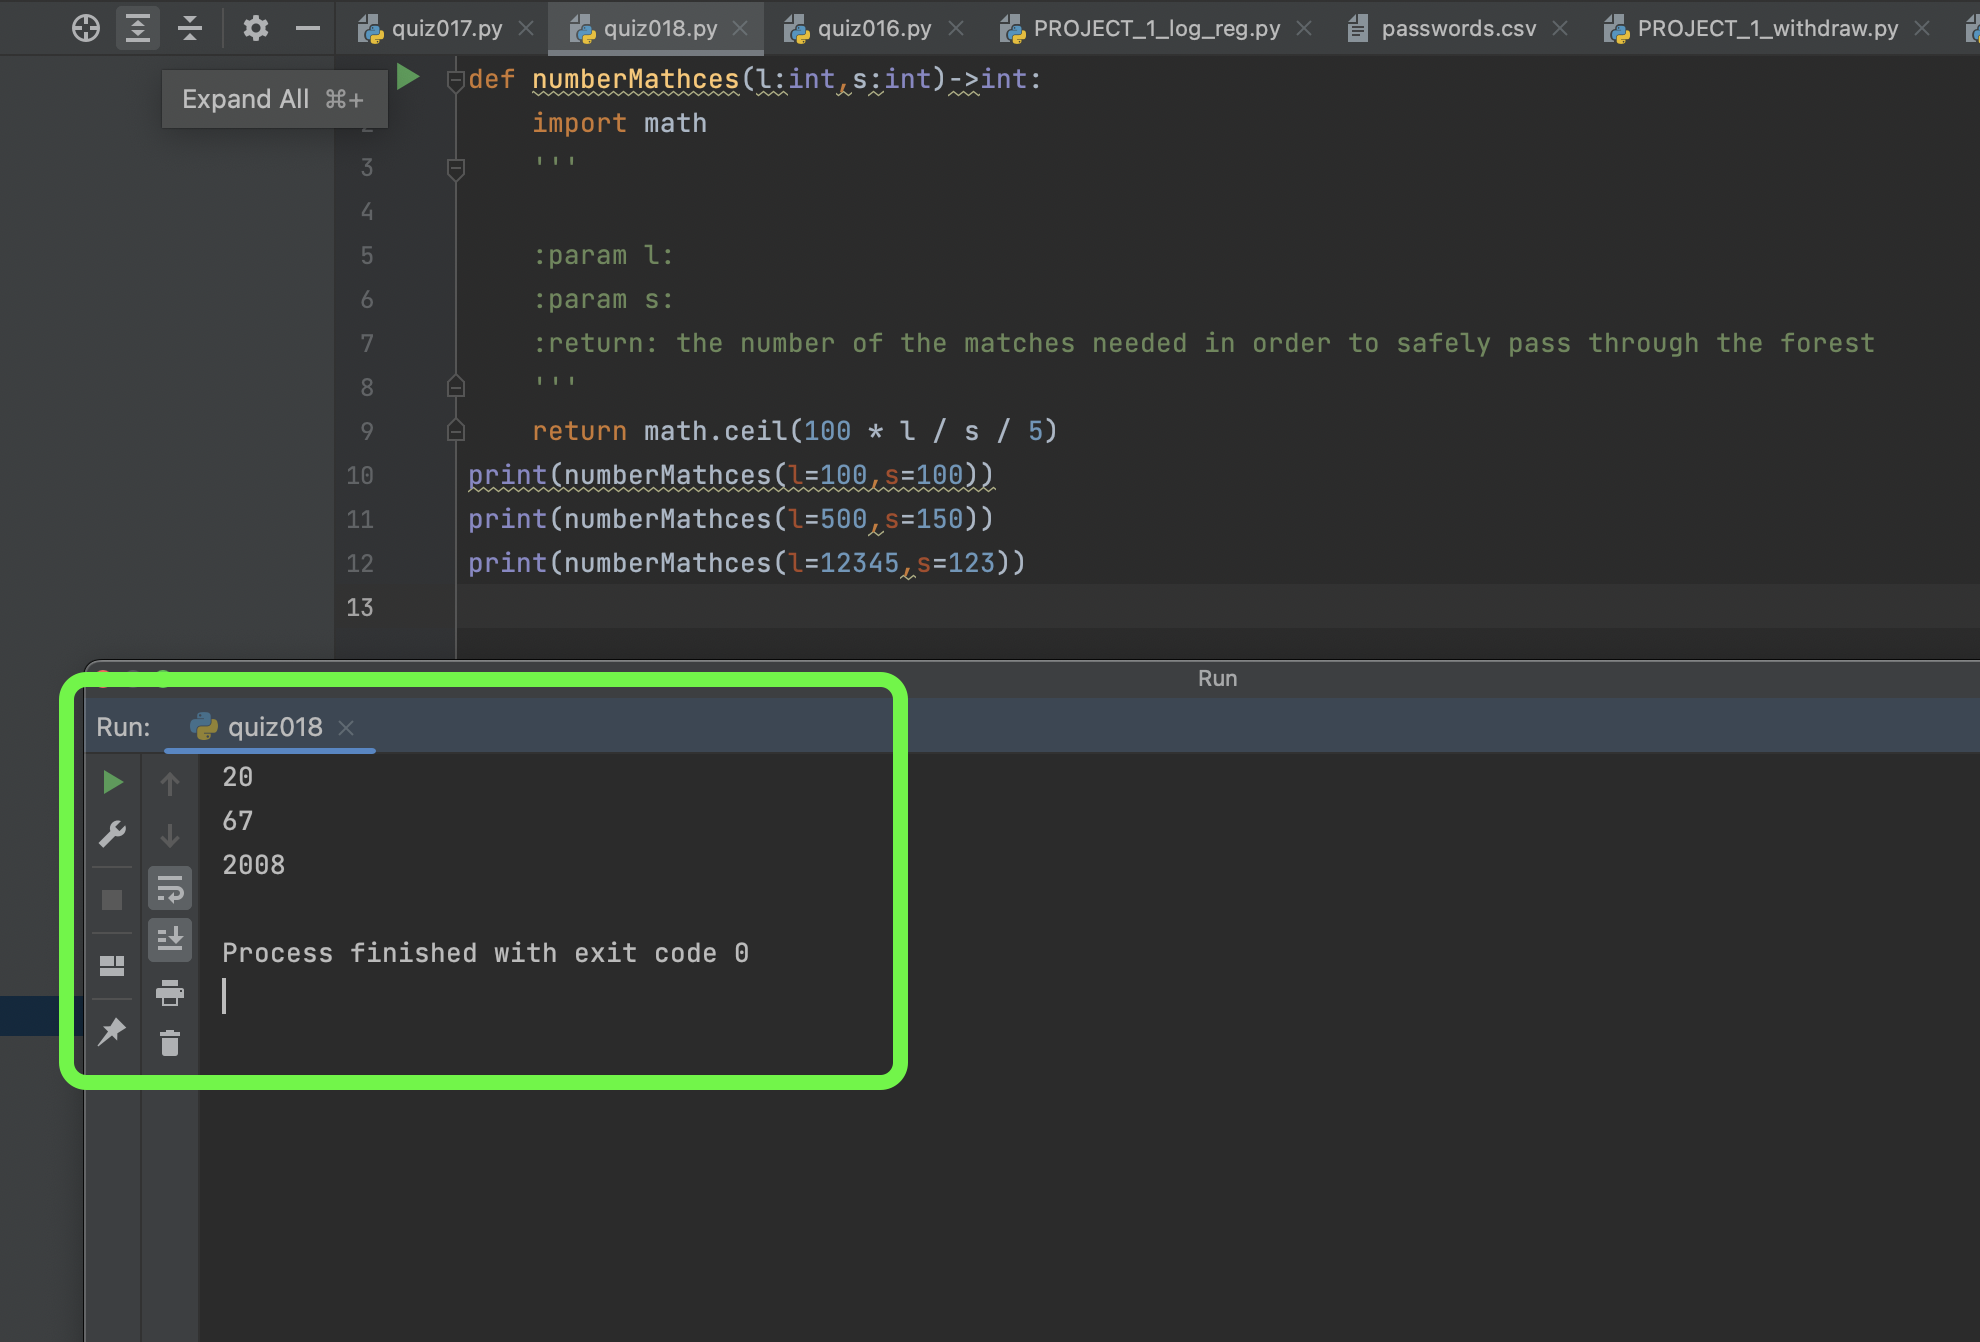 quiz017.py quiz018.py quiz016.py PROJECT_1_log_reg.py passwords.csv PROJECT_1_withdraw.py
Expand All ⌘+
def numberMathces(l:int,s:int)->int:
2 import math
3 '''
4
5 :param l:
6 :param s:
7 :return: the number of the matches needed in order to safely pass through the forest
8 '''
9 return math.ceil(100 * l / s / 5)
10 print(numberMathces(l=100,s=100))
11 print(numberMathces(l=500,s=150))
12 print(numberMathces(l=12345,s=123))
13
Run
Run: quiz018
20
67
2008
Process finished with exit code 0